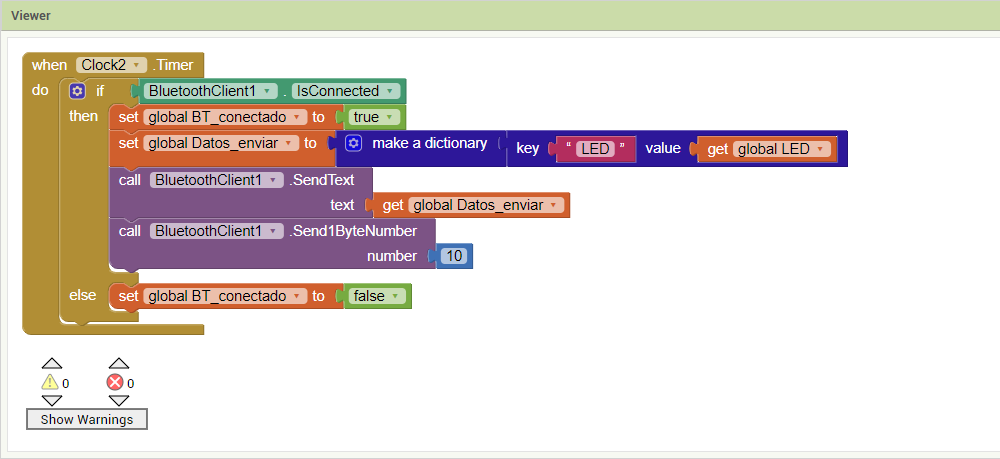 Viewer
when Clock2 .Timer
do if BluetoothClient1 . IsConnected
then set global BT_conectado to true
set global Datos_enviar to make a dictionary key " LED " value get global LED
call BluetoothClient1 .SendText
text get global Datos_enviar
call BluetoothClient1 .Send1ByteNumber
number 10
else set global BT_conectado to false
0 0
Show Warnings